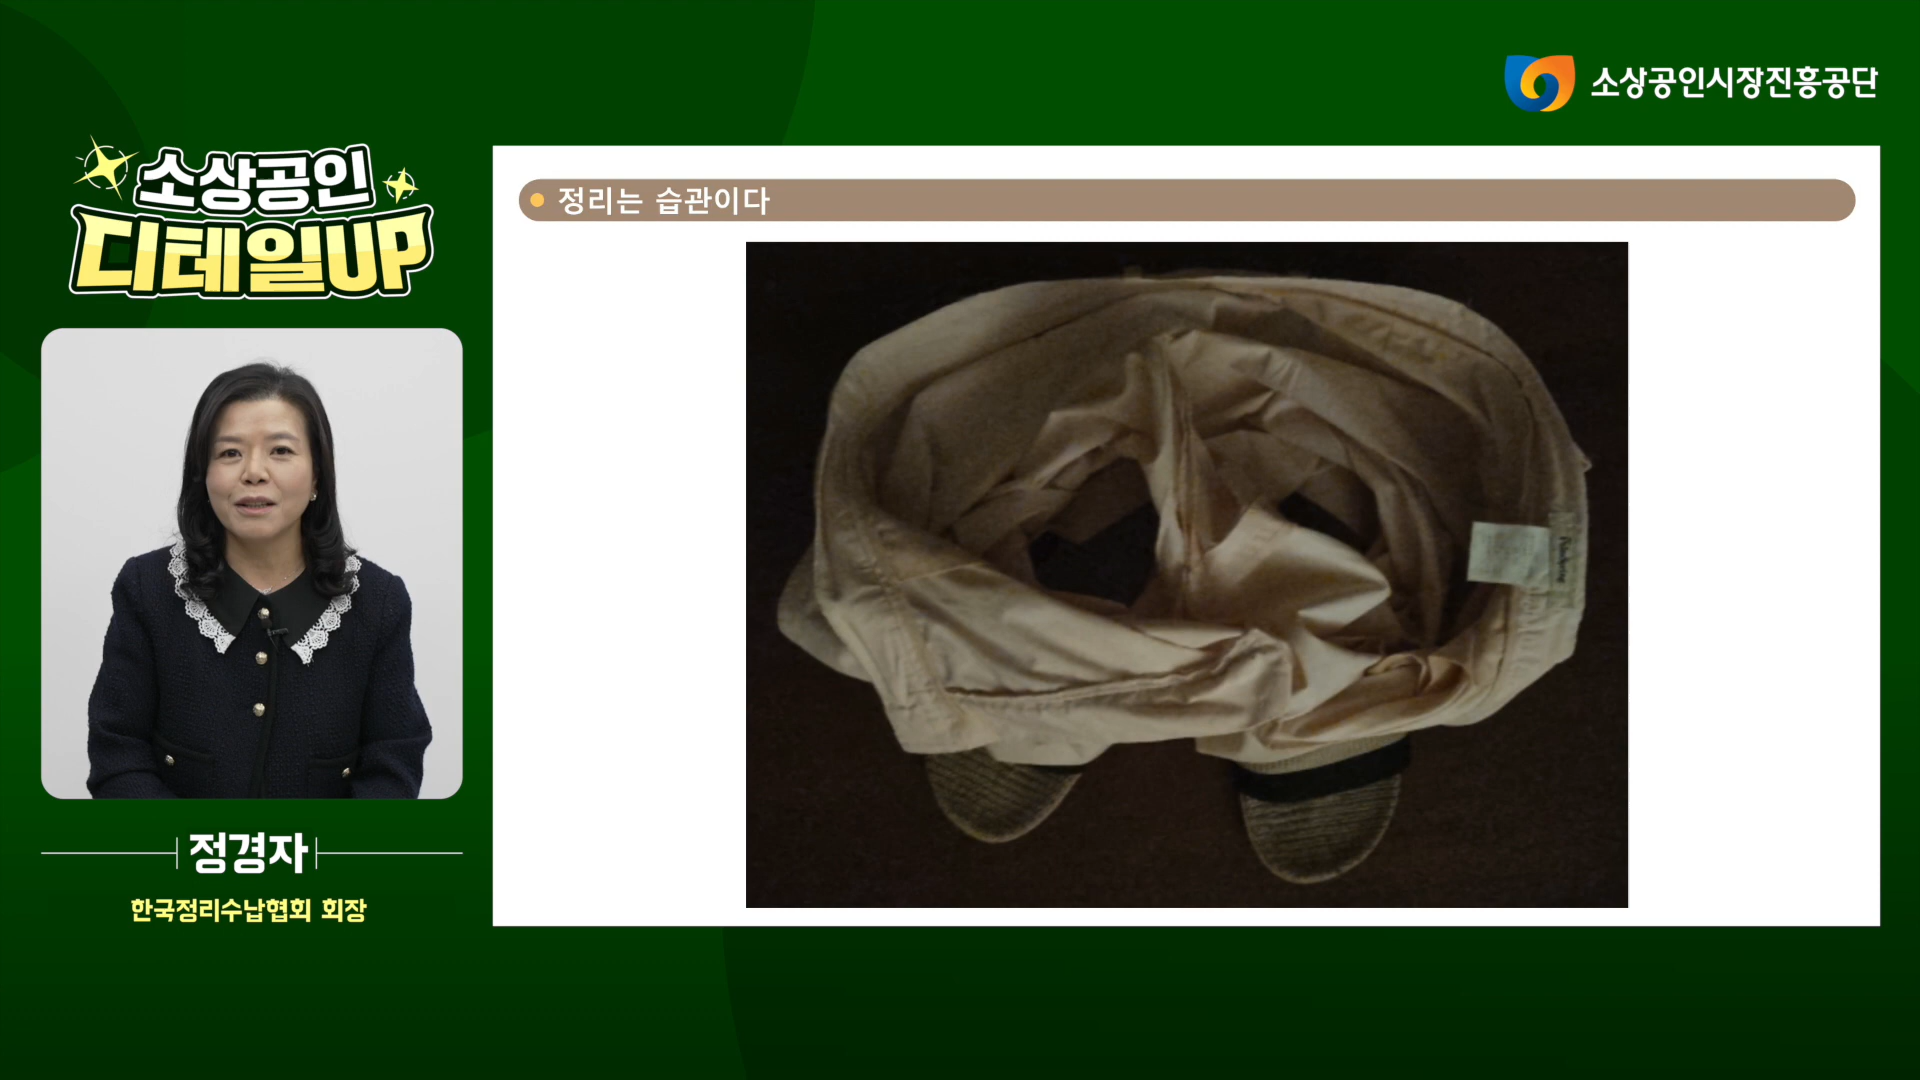 소상공인시장진흥공단
소상공인
디테일UP
정리는 습관이다
정경자
한국정리수납협회 회장